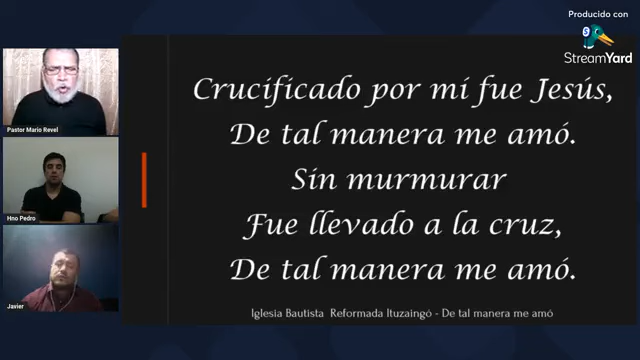 Producido con
StreamYard
Pastor Mario Revel
Hno Pedro
Javier
Crucificado por mí fue Jesús,
De tal manera me amó.
Sin murmurar
Fue llevado a la cruz,
De tal manera me amó.
Iglesia Bautista Reformada Ituzaingó - De tal manera me amó